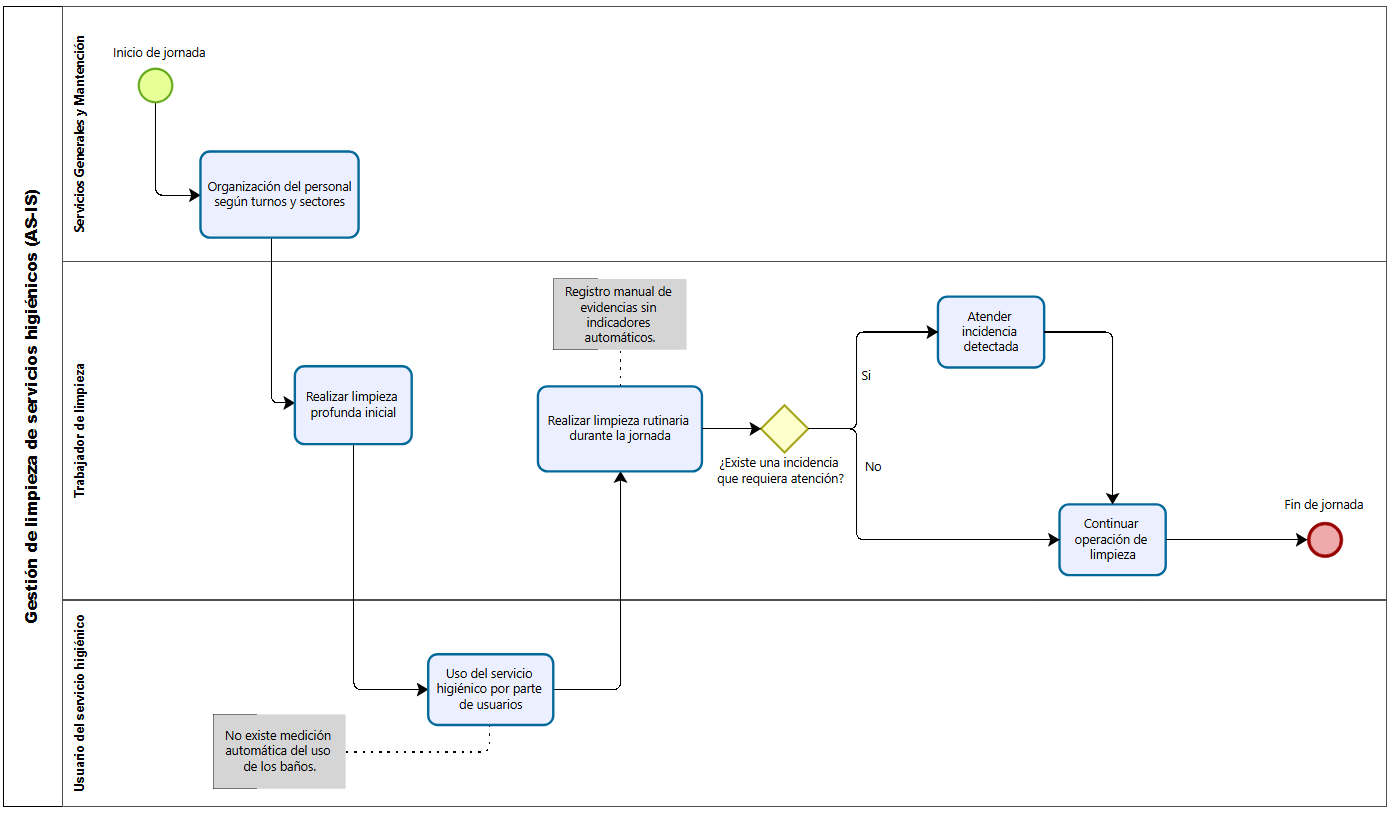 Gestión de limpieza de servicios higiénicos (AS-IS)
Servicios Generales y Mantención
Inicio de jornada
Organización del personal
según turnos y sectores
Trabajador de limpieza
Realizar limpieza
profunda inicial
Registro manual de
evidencias sin
indicadores
automáticos.
Realizar limpieza rutinaria
durante la jornada
¿Existe una incidencia
que requiera atención?
Si
No
Atender
incidencia
detectada
Continuar
operación de
limpieza
Fin de jornada
Usuario del servicio higiénico
Uso del servicio
higiénico por parte
de usuarios
No existe medición
automática del uso
de los baños.